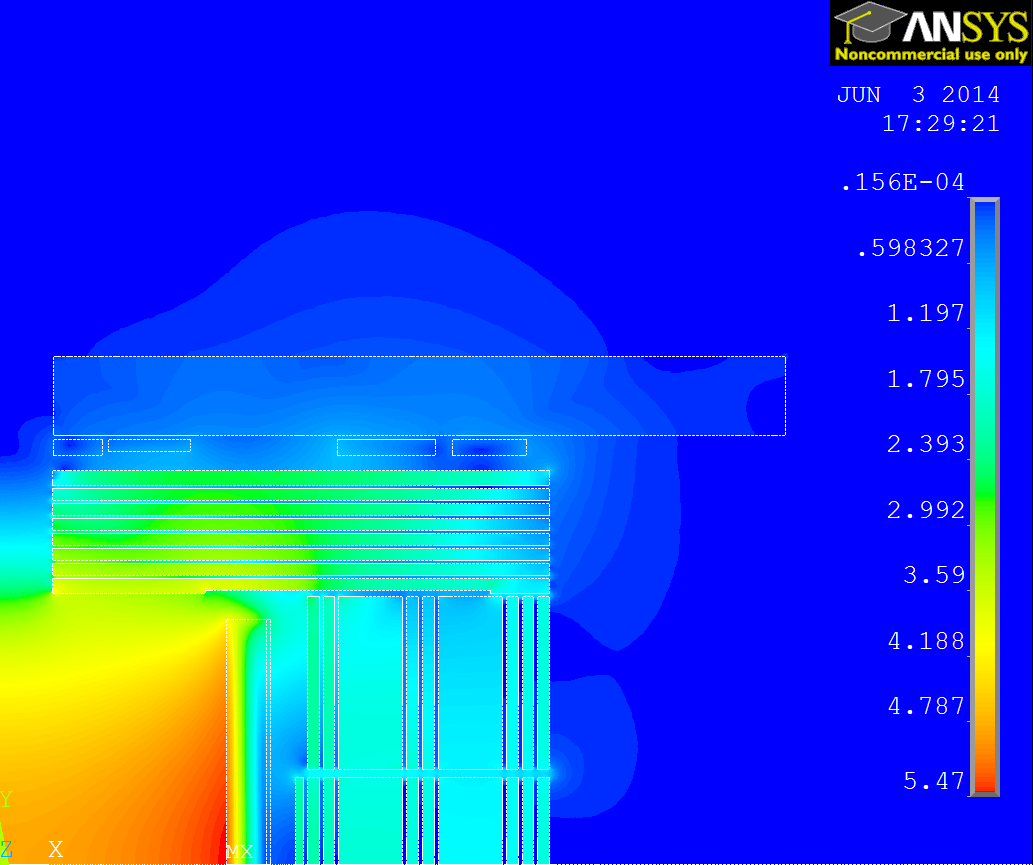 ANSYS
Noncommercial use only
JUN  3 2014
17:29:21
.156E-04
.598327
1.197
1.795
2.393
2.992
3.59
4.188
4.787
5.47
Y
Z X MX